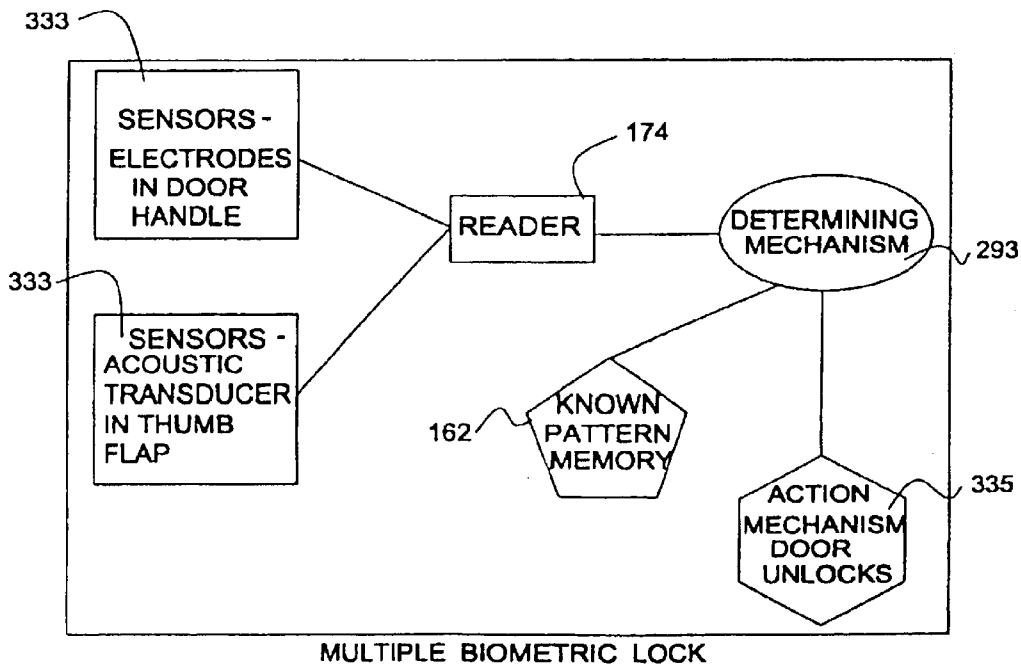 333
SENSORS -
ELECTRODES
IN DOOR
HANDLE
333
SENSORS -
ACOUSTIC
TRANSDUCER
IN THUMB
FLAP
174
READER
DETERMINING
MECHANISM
293
162
KNOWN
PATTERN
MEMORY
335
ACTION
MECHANISM
DOOR
UNLOCKS
MULTIPLE BIOMETRIC LOCK